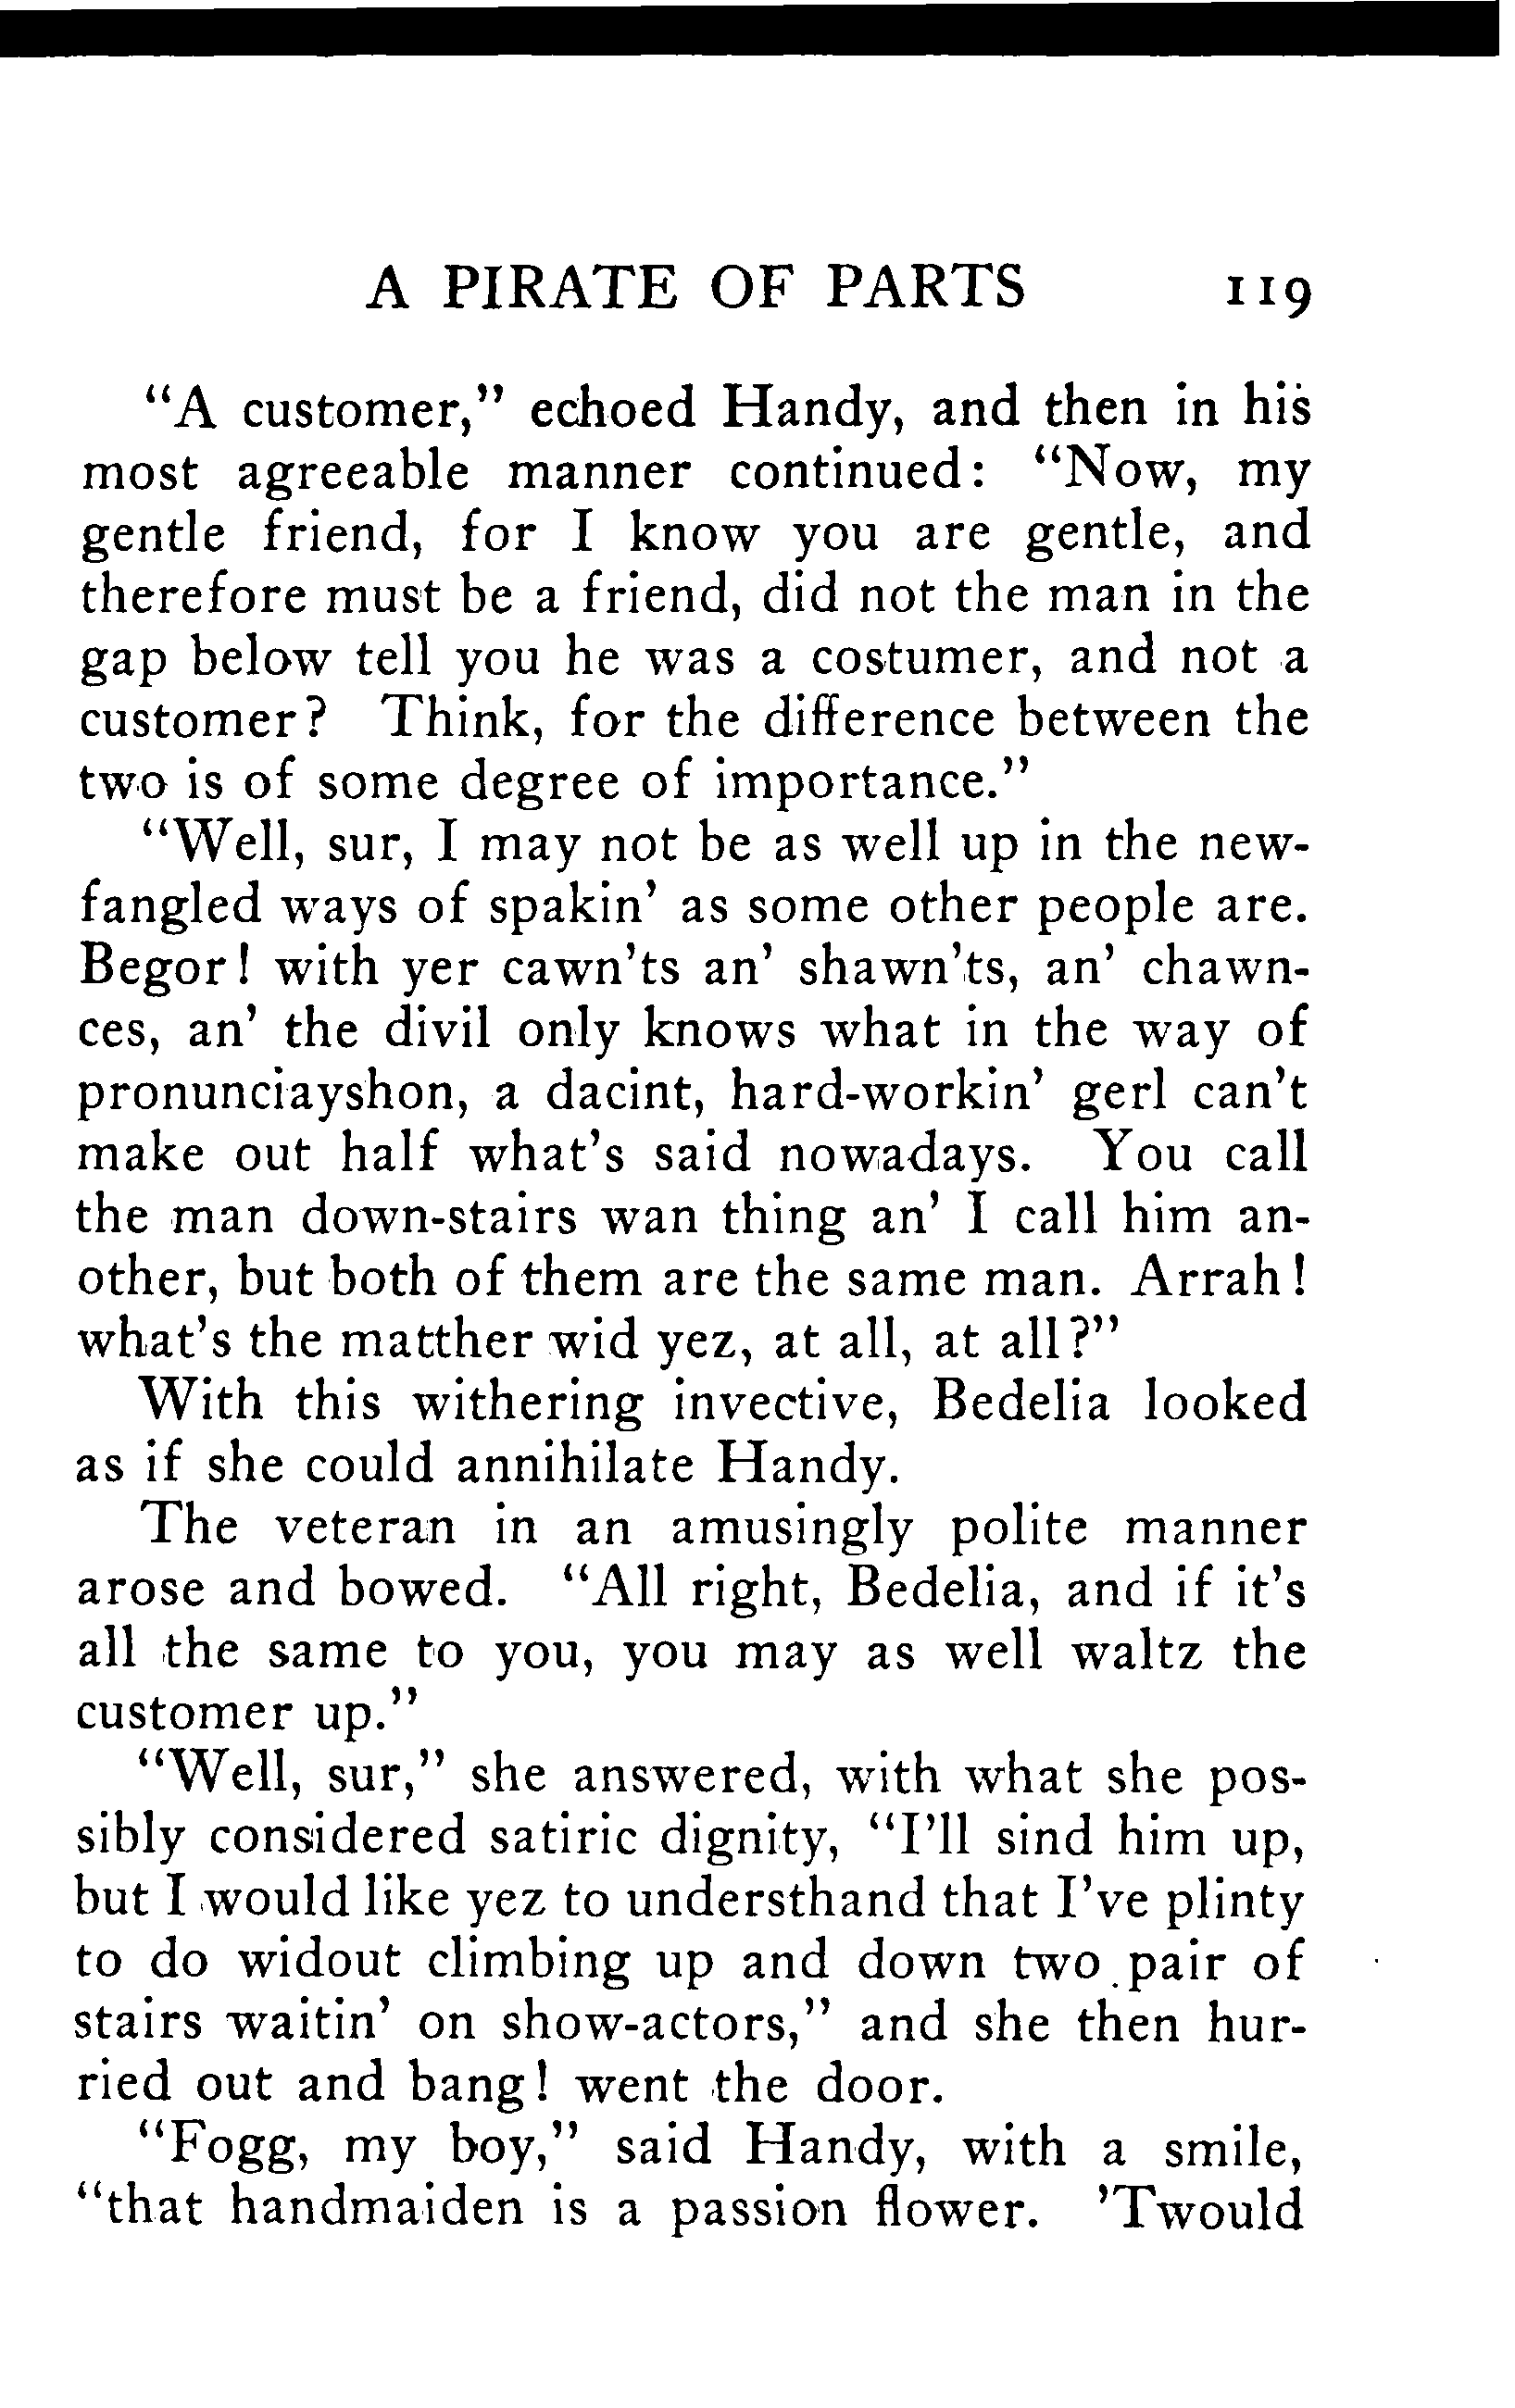 A PIRATE OF PARTS 119
"A customer," echoed Handy, and then in his
most agreeable manner continued: "Now, my
gentle friend, for I know you are gentle, and
therefore must be a friend, did not the man in the
gap below tell you he was a costumer, and not a
customer? Think, for the difference between the
two is of some degree of importance."
"Well, sur, I may not be as well up in the new-
fangled ways of spakin' as some other people are.
Begor! with yer cawn'ts an' shawn'ts, an' chawn-
ces, an' the divil only knows what in the way of
pronunciayshon, a dacint, hard-workin' gerl can't
make out half what's said nowadays. You call
the man down-stairs wan thing an' I call him an-
other, but both of them are the same man. Arrah!
what's the matther wid yez, at all, at all?"
With this withering invective, Bedelia looked
as if she could annihilate Handy.
The veteran in an amusingly polite manner
arose and bowed. "All right, Bedelia, and if it's
all the same to you, you may as well waltz the
customer up."
"Well, sur," she answered, with what she pos-
sibly considered satiric dignity, "I'll sind him up,
but I would like yez to understhand that I've plinty
to do widout climbing up and down two pair of
stairs waitin' on show-actors," and she then hur-
ried out and bang! went the door.
"Fogg, my boy," said Handy, with a smile,
"that handmaiden is a passion flower. 'Twould